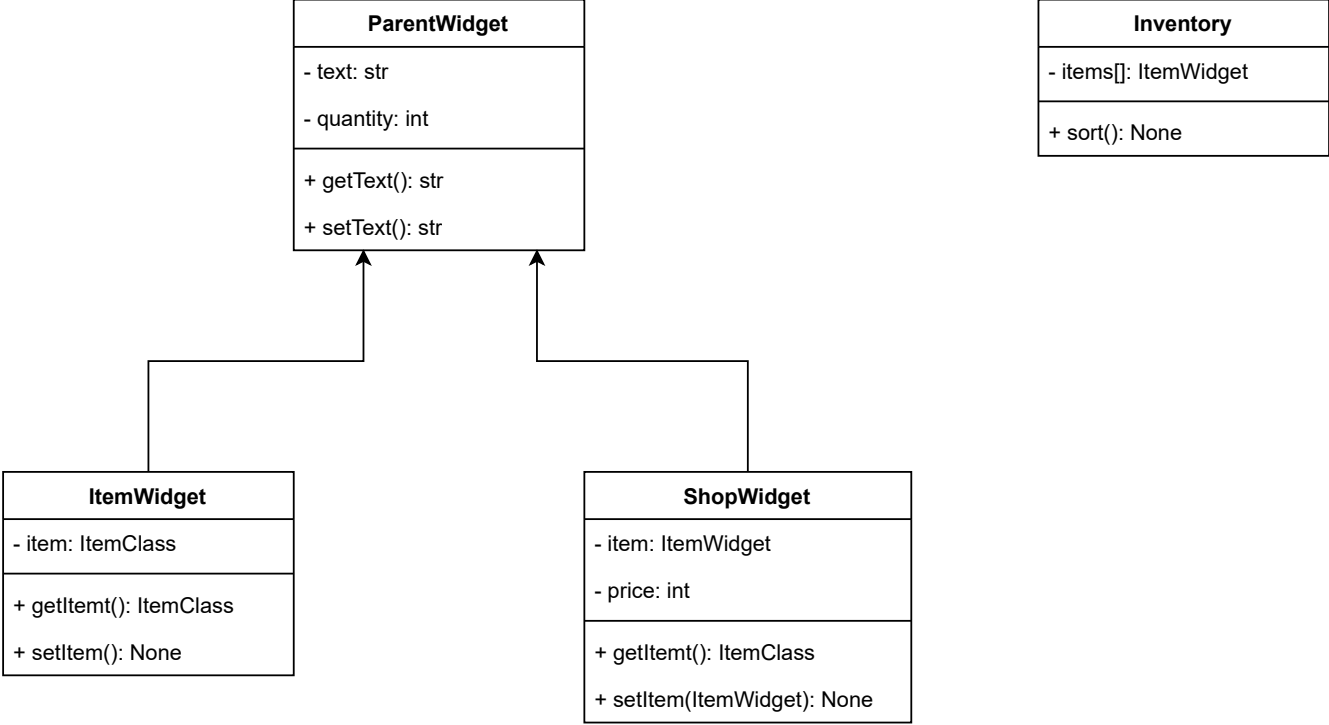 ParentWidget
- text: str
- quantity: int
+ getText(): str
+ setText(): str
Inventory
- items[]: ItemWidget
+ sort(): None
ItemWidget
- item: ItemClass
+ getItemt(): ItemClass
+ setItem(): None
ShopWidget
- item: ItemWidget
- price: int
+ getItemt(): ItemClass
+ setItem(ItemWidget): None